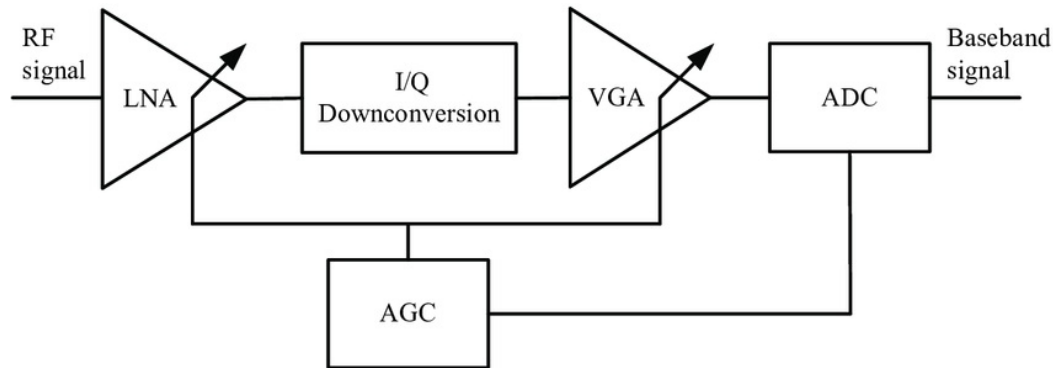 RF
signal
LNA
I/Q
Downconversion
VGA
ADC
Baseband
signal
AGC